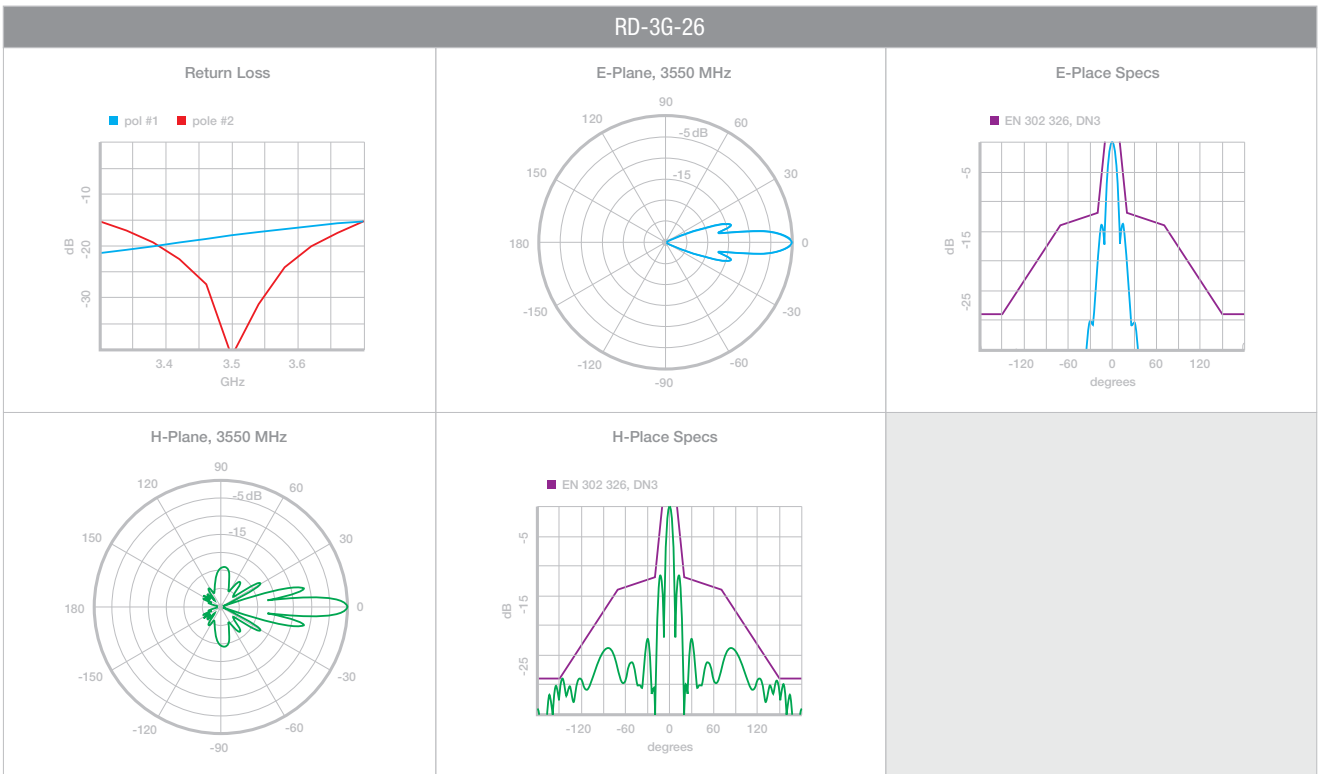 RD-3G-26
Return Loss
pol #1 pole #2
-10
-20
-30
dB
3.4 3.5 3.6
GHz
E-Plane, 3550 MHz
90
120 60
-5 dB
150 -15 30
180 0
-150 -30
-120 -60
-90
E-Place Specs
EN 302 326, DN3
-5
-15
-25
dB
-120 -60 0 60 120
degrees
H-Plane, 3550 MHz
90
120 60
-5 dB
-15
150 30
180 0
-150 -30
-120 -60
-90
H-Place Specs
EN 302 326, DN3
-5
-15
-25
dB
-120 -60 0 60 120
degrees